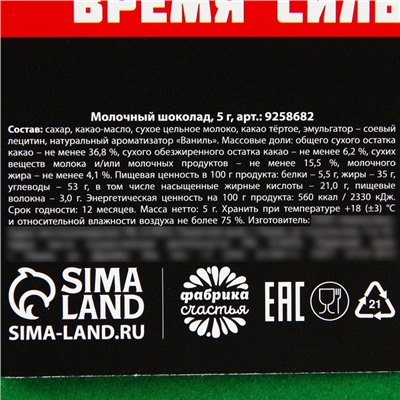 ВРЕМЯ СИЛЬ
Молочный шоколад, 5 г, арт.: 9258682
Состав: сахар, какао-масло, сухое цельное молоко, какао тёртое, эмульгатор – соевый
лецитин, натуральный ароматизатор «Ваниль». Массовые доли: общего сухого остатка
какао – не менее 36,8 %, сухого обезжиренного остатка какао – не менее 6,2 %, сухих
веществ молока и/или молочных продуктов – не менее 15,5 %, молочного
жира – не менее 4,1 %. Пищевая ценность в 100 г продукта: белки – 5,5 г, жиры – 35 г,
углеводы – 53 г, в том числе насыщенные жирные кислоты – 21,0 г, пищевые
волокна – 3,0 г. Энергетическая ценность на 100 г продукта: 560 ккал / 2330 кДж.
Срок годности: 12 месяцев. Масса: 5 г. Хранить при температуре +18 (±3) °С
и относительной влажности воздуха не более 75 %. Изготовитель:
SIMA
LAND
SIMA-LAND.RU
фабрика
счастья
EAC
21